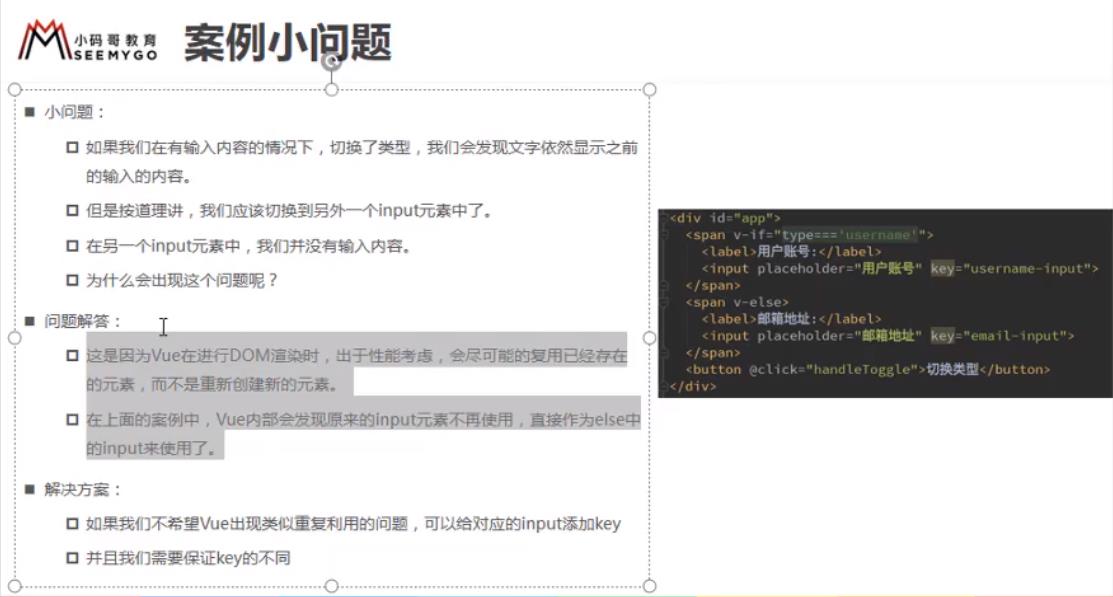 小码哥教育
SEEMYGO
案例小问题
小问题：
如果我们在有输入内容的情况下，切换了类型，我们会发现文字依然显示之前
的输入的内容。
但是按道理讲，我们应该切换到另外一个input元素中了。
在另一个input元素中，我们并没有输入内容。
为什么会出现这个问题呢？
问题解答：
这是因为Vue在进行DOM渲染时，出于性能考虑，会尽可能的复用已经存在
的元素，而不是重新创建新的元素。
在上面的案例中，Vue内部会发现原来的input元素不再使用，直接作为else中
的input来使用了。
解决方案：
如果我们不希望Vue出现类似重复利用的问题，可以给对应的input添加key
并且我们需要保证key的不同
<div id="app">
<span v-if="type==='username'">
<label>用户账号:</label>
<input placeholder="用户账号" key="username-input">
</span>
<span v-else>
<label>邮箱地址:</label>
<input placeholder="邮箱地址" key="email-input">
</span>
<button @click="handleToggle">切换类型</button>
</div>